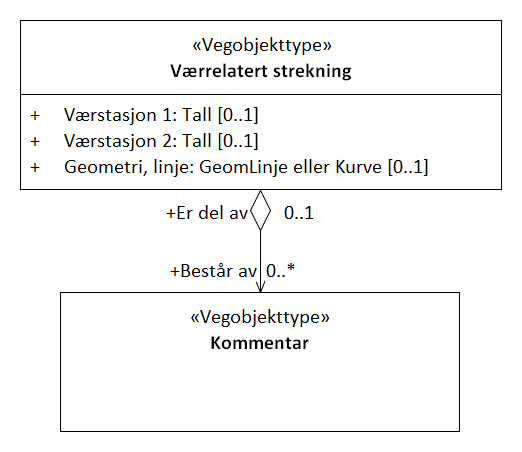 «Vegobjekttype»
Værrelatert strekning
+ Værstasjon 1: Tall [0..1]
+ Værstasjon 2: Tall [0..1]
+ Geometri, linje: GeomLinje eller Kurve [0..1]
+Er del av 0..1
+Består av 0..*
«Vegobjekttype»
Kommentar